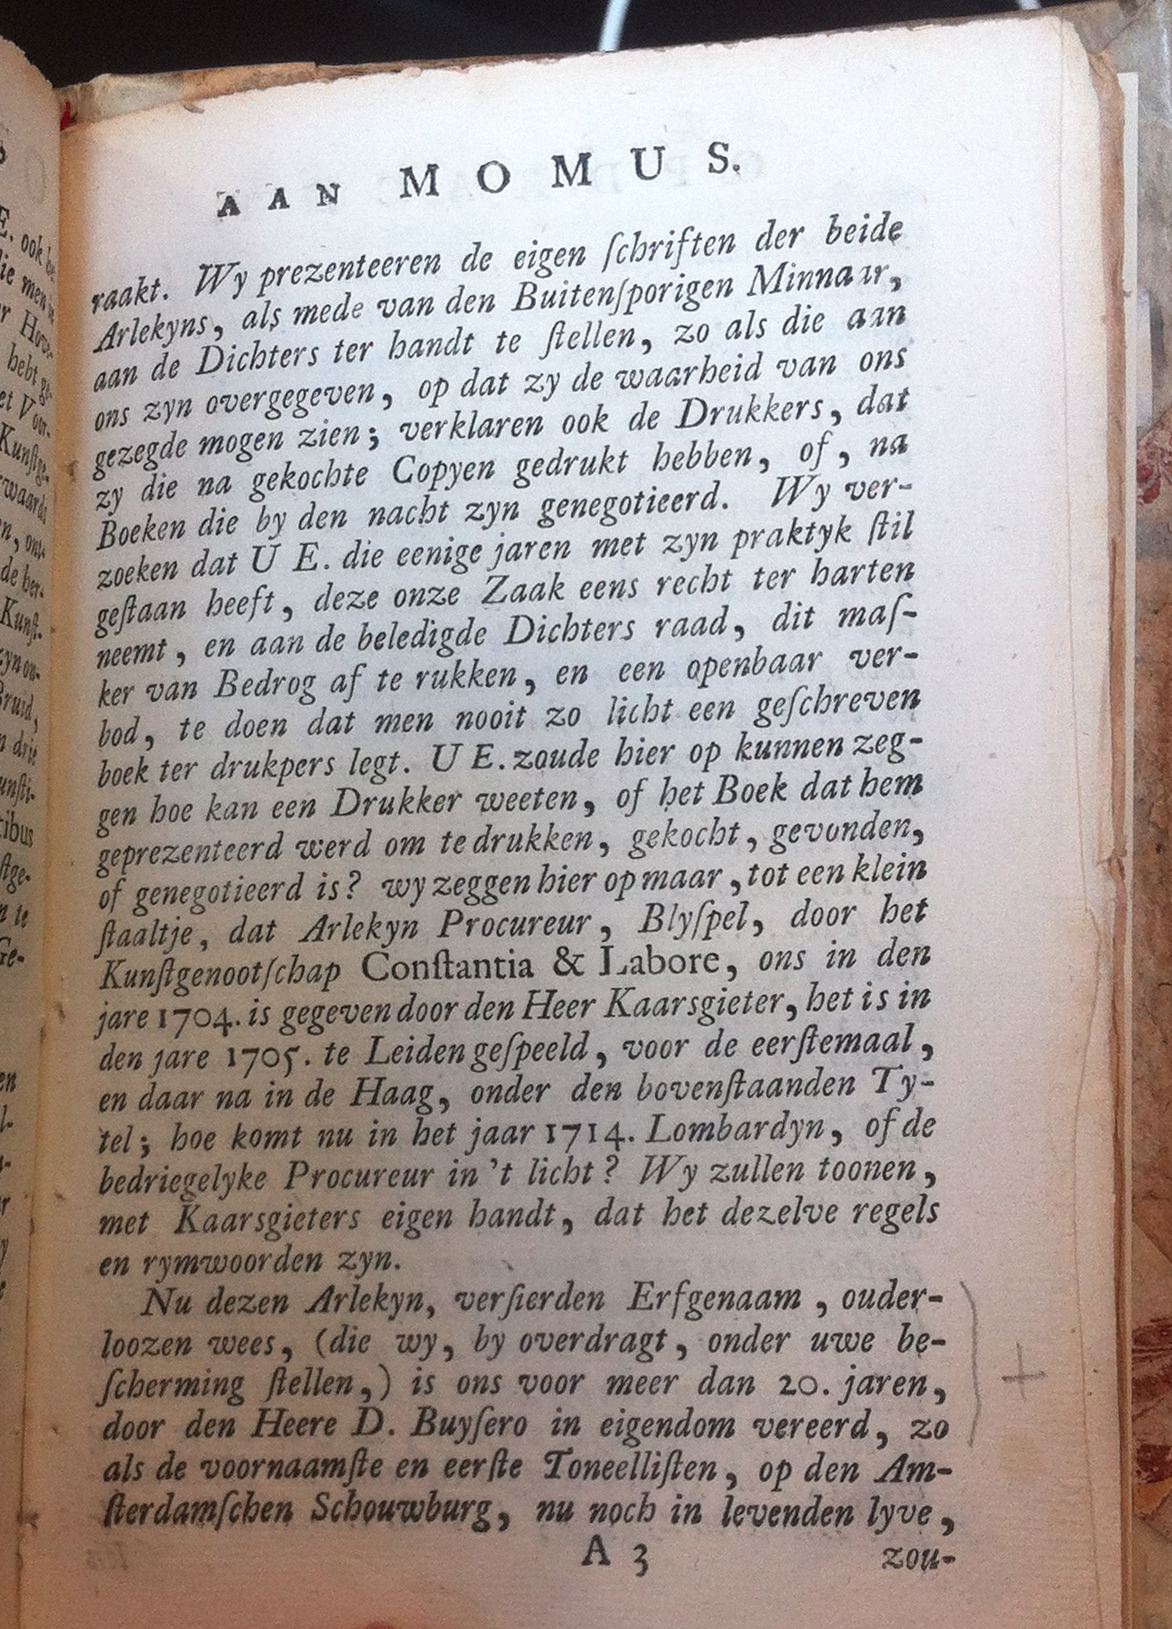 AAN MOMUS.
raakt. Wy prezenteeren de eigen ſchriften der beide
Arlekyns, als mede van den Buitenſporigen Minnaar,
aan de Dichters ter handt te ſtellen, zo als die aan
ons zyn overgegeven, op dat zy de waarheid van ons
gezegde mogen zien; verklaren ook de Drukkers, dat
zy die na gekochte Copyen gedrukt hebben, of, na
Boeken die by den nacht zyn genegotieerd. Wy ver-
zoeken dat U E. die eenige jaren met zyn praktyk ſtil
geſtaan heeft, deze onze Zaak eens recht ter harten
neemt, en aan de beledigde Dichters raad, dit maſ-
ker van Bedrog af te rukken, en een openbaar ver-
bod, te doen dat men nooit zo licht een geſchreven
boek ter drukpers legt. U E. zoude hier op kunnen zeg-
gen hoe kan een Drukker weeten, of het Boek dat hem
geprezenteerd werd om te drukken, gekocht, gevonden,
of genegotieerd is? wy zeggen hier op maar, tot een klein
ſtaaltje, dat Arlekyn Procureur, Blyſpel, door het
Kunſtgenootſchap Conſtantia & Labore, ons in den
jare 1704. is gegeven door den Heer Kaarsgieter, het is in
den jare 1705. te Leiden geſpeeld, voor de eerſtemaal,
en daar na in de Haag, onder den bovenſtaanden Ty-
tel; hoe komt nu in het jaar 1714. Lombardyn, of de
bedriegelyke Procureur in 't licht? Wy zullen toonen,
met Kaarsgieters eigen handt, dat het dezelve regels
en rymwoorden zyn.
Nu dezen Arlekyn, verſierden Erfgenaam, ouder-
loozen wees, (die wy, by overdragt, onder uwe be-
ſcherming ſtellen,) is ons voor meer dan 20. jaren,
door den Heere D. Buyſero in eigendom vereerd, zo
als de voornaamſte en eerſte Toneelliſten, op den Am-
ſterdamſchen Schouwburg, nu noch in levenden lyve,
A 3 zou-